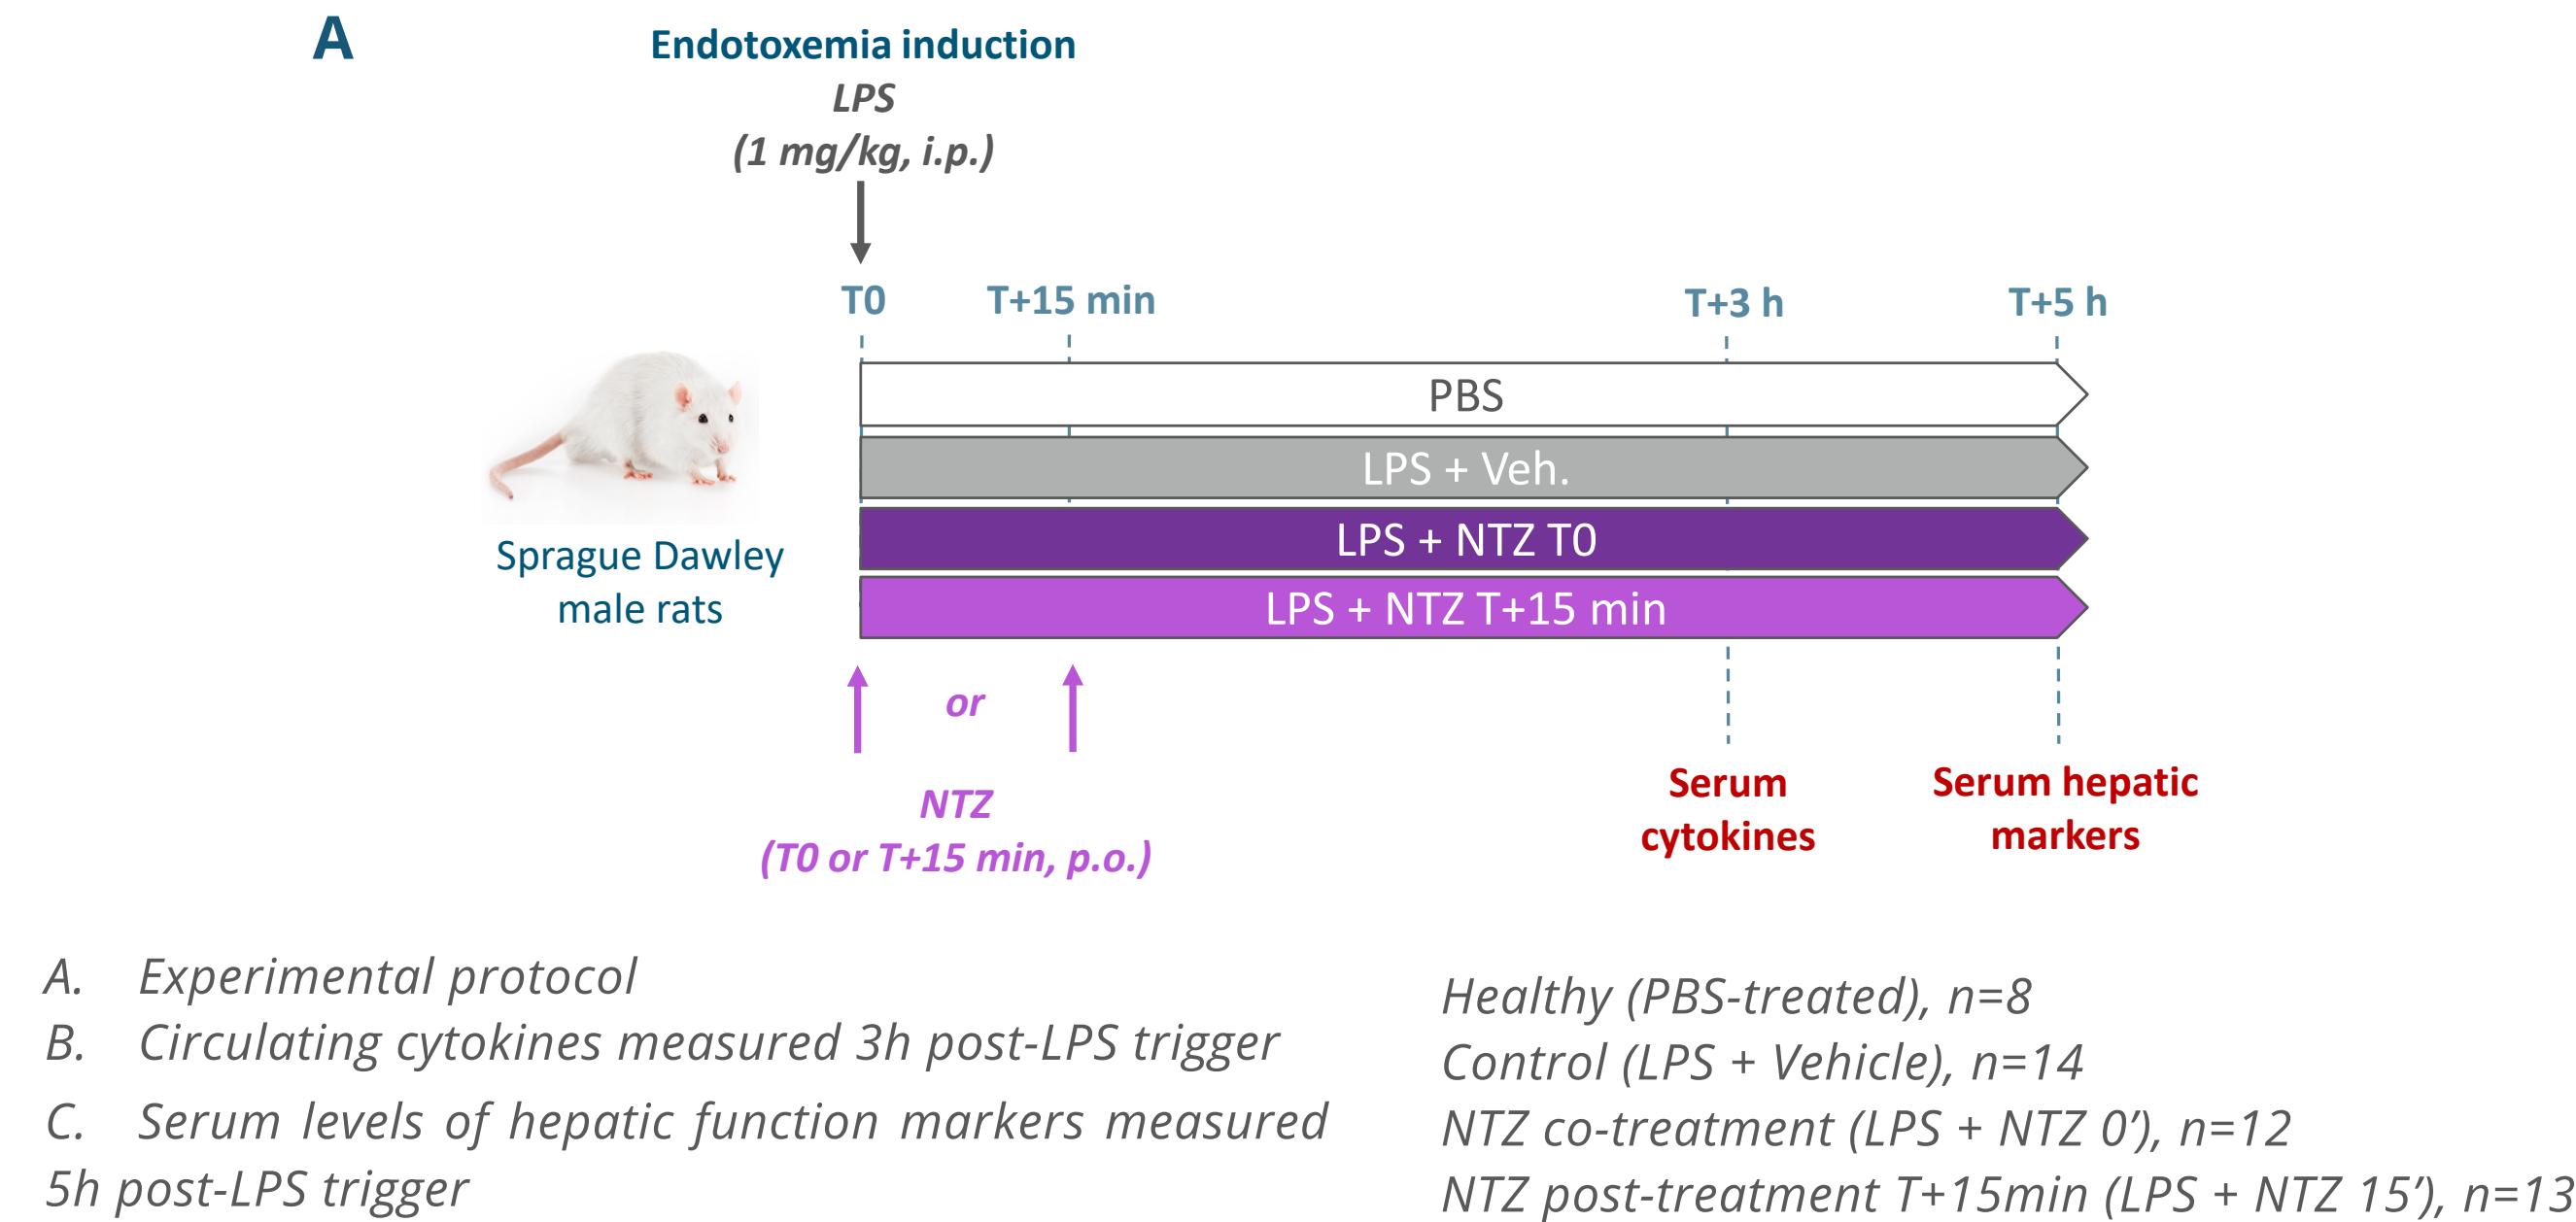 A
Endotoxemia induction
LPS
(1 mg/kg, i.p.)
T0
T+15 min
T+3 h
T+5 h
PBS
LPS + Veh.
LPS + NTZ T0
LPS + NTZ T+15 min
Sprague Dawley
male rats
or
NTZ
(T0 or T+15 min, p.o.)
Serum
cytokines
Serum hepatic
markers
A. Experimental protocol
B. Circulating cytokines measured 3h post-LPS trigger
C. Serum levels of hepatic function markers measured
5h post-LPS trigger
Healthy (PBS-treated), n=8
Control (LPS + Vehicle), n=14
NTZ co-treatment (LPS + NTZ 0’), n=12
NTZ post-treatment T+15min (LPS + NTZ 15’), n=13